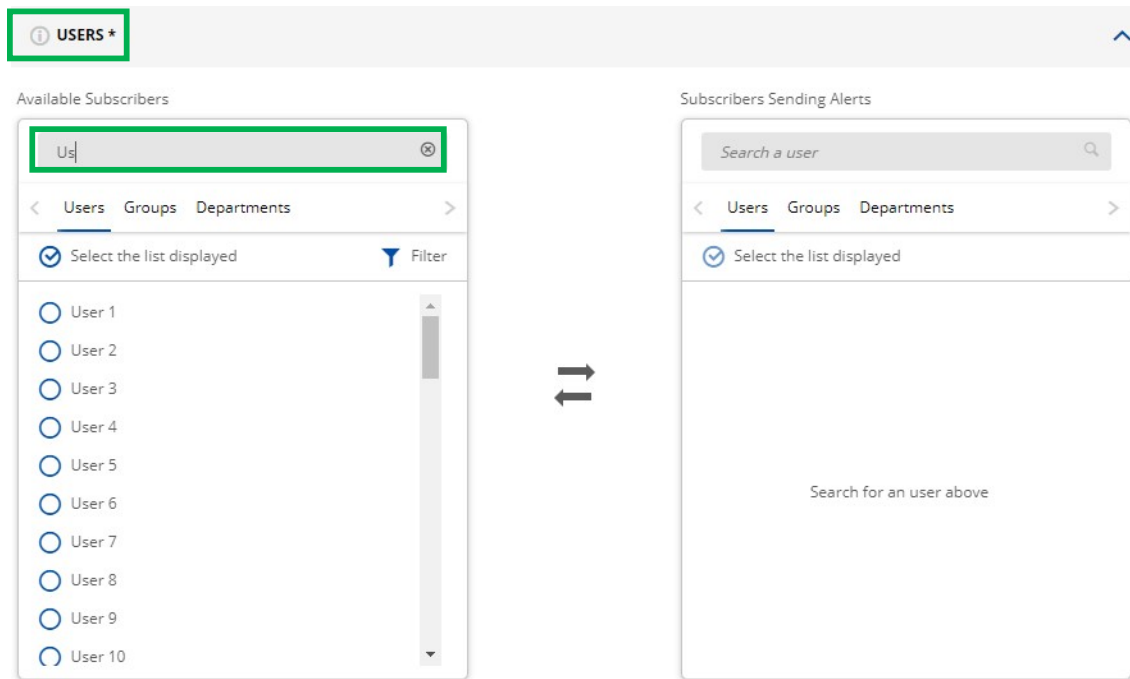 USERS *
Available Subscribers
Us
Users Groups Departments
Select the list displayed
Filter
User 1
User 2
User 3
User 4
User 5
User 6
User 7
User 8
User 9
User 10
Subscribers Sending Alerts
Search a user
Users Groups Departments
Select the list displayed
Search for an user above